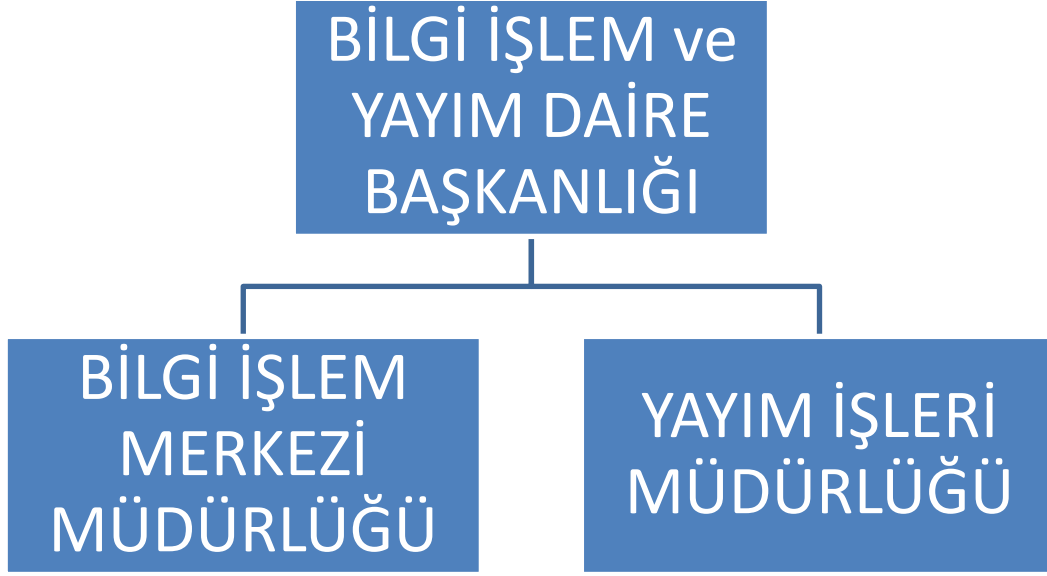 BİLGİ İŞLEM ve
YAYIM DAİRE
BAŞKANLIĞI
BİLGİ İŞLEM
MERKEZİ
MÜDÜRLÜĞÜ
YAYIM İŞLERİ
MÜDÜRLÜĞÜ